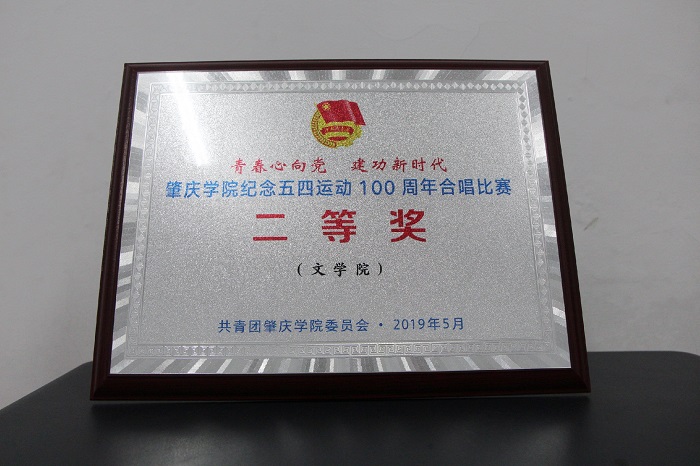 青春心向党 建功新时代
肇庆学院纪念五四运动100周年合唱比赛
二等奖
(文学院)
共青团肇庆学院委员会·2019年5月